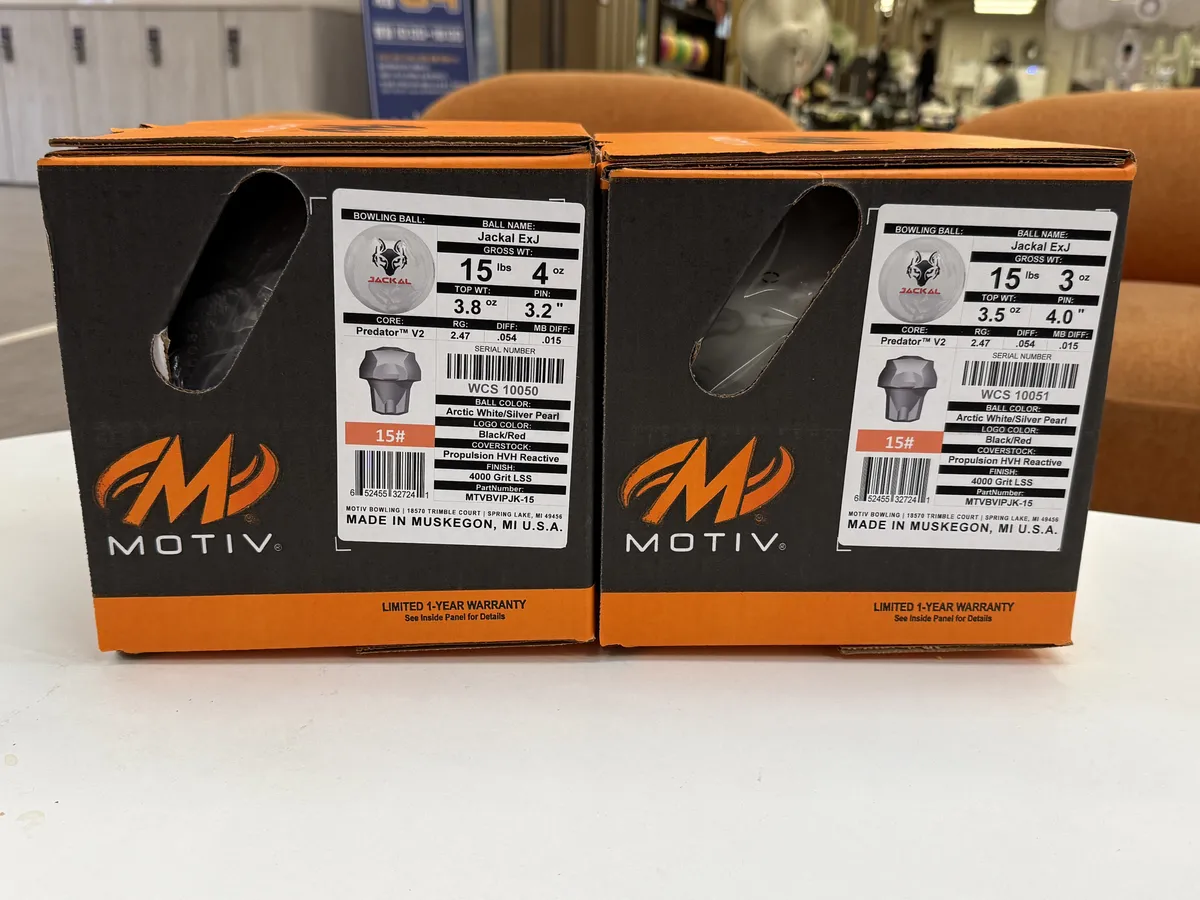 BOWLING BALL:
BALL NAME:
Jackal ExJ
GROSS WT:
15 lbs 4 oz
TOP WT: PIN:
3.8 oz 3.2 "
JACKAL
CORE: RG: DIFF: MB DIFF:
Predator™ V2 2.47 .054 .015
SERIAL NUMBER
WCS 10050
BALL COLOR:
Arctic White/Silver Pearl
LOGO COLOR:
Black/Red
COVERSTOCK:
Propulsion HVH Reactive
FINISH:
4000 Grit LSS
PartNumber:
MTVBVIPJK-15
15#
6 52455 32724 1
MOTIV BOWLING | 18570 TRIMBLE COURT | SPRING LAKE, MI 49456
MADE IN MUSKEGON, MI U.S.A.
M
MOTIV®
LIMITED 1-YEAR WARRANTY
See Inside Panel for Details
BOWLING BALL:
BALL NAME:
Jackal ExJ
GROSS WT:
15 lbs 3 oz
TOP WT: PIN:
3.5 oz 4.0 "
JACKAL
CORE: RG: DIFF: MB DIFF:
Predator™ V2 2.47 .054 .015
SERIAL NUMBER
WCS 10051
BALL COLOR:
Arctic White/Silver Pearl
LOGO COLOR:
Black/Red
COVERSTOCK:
Propulsion HVH Reactive
FINISH:
4000 Grit LSS
PartNumber:
MTVBVIPJK-15
15#
6 52455 32724 1
MOTIV BOWLING | 18570 TRIMBLE COURT | SPRING LAKE, MI 49456
MADE IN MUSKEGON, MI U.S.A.
M
MOTIV®
LIMITED 1-YEAR WARRANTY
See Inside Panel for Details